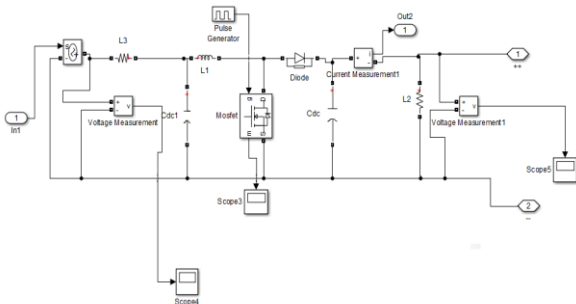 Out2
1
Pulse
Generator
s
-
L3
L1
Diode
i
+
-
Current Measurement1
1
++
1
In1
+
-
v
Voltage Measurement
Cdc1
Mosfet
g
D
m
S
Cdc
L2
+
-
v
Voltage Measurement1
Scope3
Scope5
2
--
Scope4